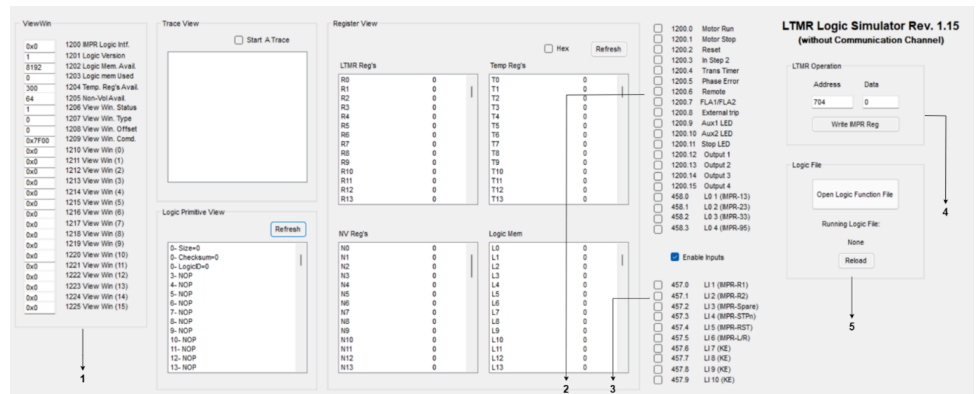 ViewWin
0x0 1200 IMPR Logic Intf.
1 1201 Logic Version
8192 1202 Logic Mem. Avail.
0 1203 Logic mem Used
300 1204 Temp. Reg's Avail.
64 1205 Non-Vol Avail.
1 1206 View Win. Status
0 1207 View Win. Type
0 1208 View Win. Offset
0x7F00 1209 View Win. Comd.
0x0 1210 View Win (0)
0x0 1211 View Win (1)
0x0 1212 View Win (2)
0x0 1213 View Win (3)
0x0 1214 View Win (4)
0x0 1215 View Win (5)
0x0 1216 View Win (6)
0x0 1217 View Win (7)
0x0 1218 View Win (8)
0x0 1219 View Win (9)
0x0 1220 View Win (10)
0x0 1221 View Win (11)
0x0 1222 View Win (12)
0x0 1223 View Win (13)
0x0 1224 View Win (14)
0x0 1225 View Win (15)
1
Trace View
Start A Trace
Logic Primitive View
Refresh
0- Size=0
0- Checksum=0
0- LogicID=0
3- NOP
4- NOP
5- NOP
6- NOP
7- NOP
8- NOP
9- NOP
10- NOP
11- NOP
12- NOP
13- NOP
Register View
Hex Refresh
LTMR Reg's
R0 0
R1 0
R2 0
R3 0
R4 0
R5 0
R6 0
R7 0
R8 0
R9 0
R10 0
R11 0
R12 0
R13 0
Temp Reg's
T0 0
T1 0
T2 0
T3 0
T4 0
T5 0
T6 0
T7 0
T8 0
T9 0
T10 0
T11 0
T12 0
T13 0
NV Reg's
N0 0
N1 0
N2 0
N3 0
N4 0
N5 0
N6 0
N7 0
N8 0
N9 0
N10 0
N11 0
N12 0
N13 0
Logic Mem
L0 0
L1 0
L2 0
L3 0
L4 0
L5 0
L6 0
L7 0
L8 0
L9 0
L10 0
L11 0
L12 0
L13 0
2
3
1200.0 Motor Run
1200.1 Motor Stop
1200.2 Reset
1200.3 In Step 2
1200.4 Trans Timer
1200.5 Phase Error
1200.6 Remote
1200.7 FLA1/FLA2
1200.8 External trip
1200.9 Aux1 LED
1200.10 Aux2 LED
1200.11 Stop LED
1200.12 Output 1
1200.13 Output 2
1200.14 Output 3
1200.15 Output 4
458.0 L0 1 (IMPR-13)
458.1 L0 2 (IMPR-23)
458.2 L0 3 (IMPR-33)
458.3 L0 4 (IMPR-95)
Enable Inputs
457.0 LI 1 (IMPR-R1)
457.1 LI 2 (IMPR-R2)
457.2 LI 3 (IMPR-Spare)
457.3 LI 4 (IMPR-STPn)
457.4 LI 5 (IMPR-RST)
457.5 LI 6 (IMPR-L/R)
457.6 LI 7 (KE)
457.7 LI 8 (KE)
457.8 LI 9 (KE)
457.9 LI 10 (KE)
LTMR Logic Simulator Rev. 1.15
(without Communication Channel)
LTMR Operation
Address Data
704 0
Write IMPR Reg
4
Logic File
Open Logic Function File
Running Logic File:
None
Reload
5